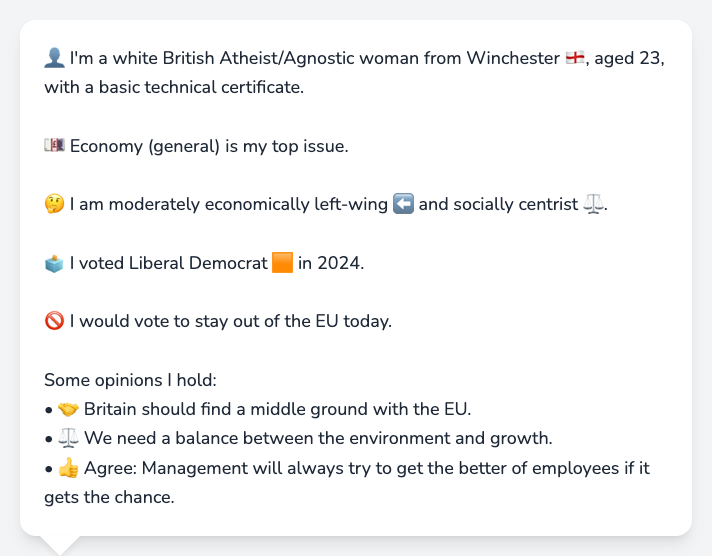 👤 I'm a white British Atheist/Agnostic woman from Winchester 🏴󠁧󠁢󠁥󠁮󠁧󠁿, aged 23,
with a basic technical certificate.
💷 Economy (general) is my top issue.
🤔 I am moderately economically left-wing ⬅️ and socially centrist ⚖️.
🗳️ I voted Liberal Democrat 🟧 in 2024.
🚫 I would vote to stay out of the EU today.
Some opinions I hold:
• 🤝 Britain should find a middle ground with the EU.
• ⚖️ We need a balance between the environment and growth.
• 👍 Agree: Management will always try to get the better of employees if it
gets the chance.